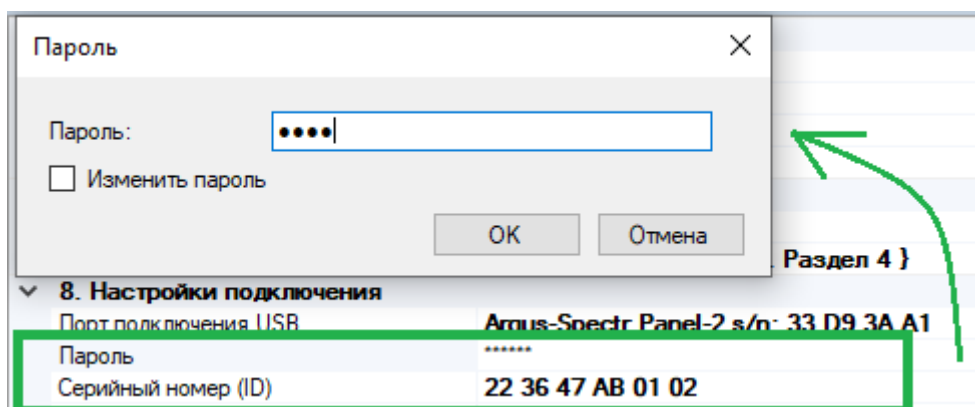 Пароль
Пароль:
••••
Изменить пароль
OK
Отмена
Раздел 4 }
8. Настройки подключения
Порт подключения USB
Argus-Spectr Panel-2 s/n: 33 D9 3A A1
Пароль
******
Серийный номер (ID)
22 36 47 AB 01 02